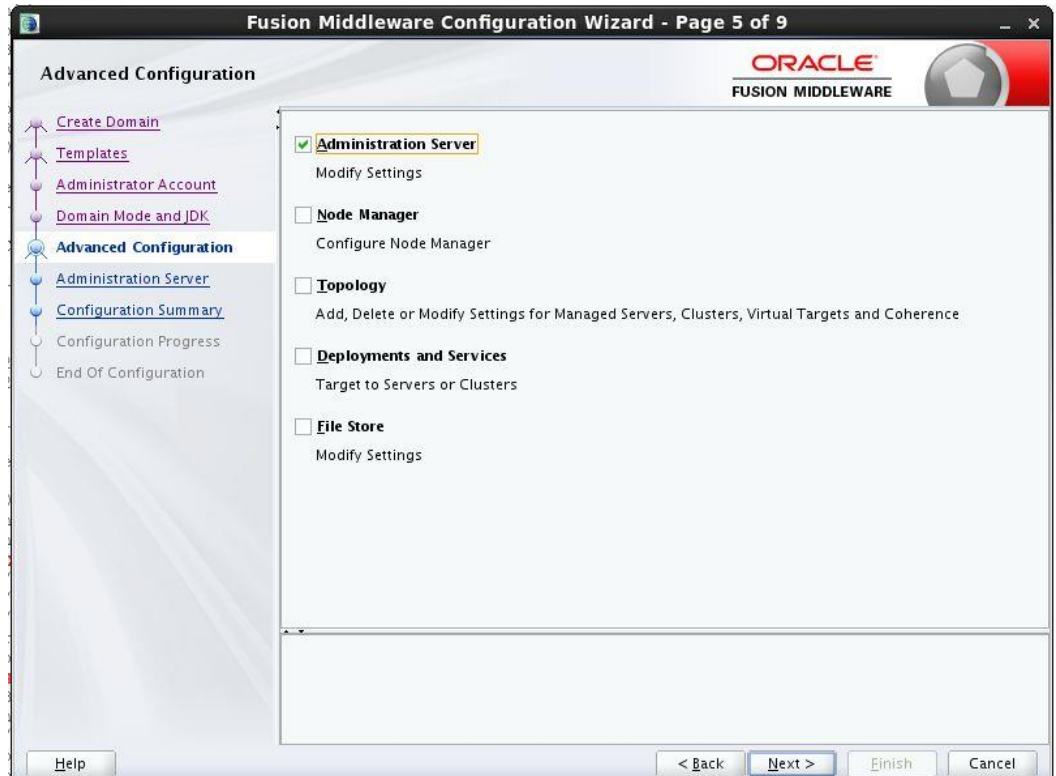 Fusion Middleware Configuration Wizard - Page 5 of 9
Advanced Configuration
ORACLE
FUSION MIDDLEWARE
Create Domain
Templates
Administrator Account
Domain Mode and JDK
Advanced Configuration
Administration Server
Configuration Summary
Configuration Progress
End Of Configuration
Administration Server
Modify Settings
Node Manager
Configure Node Manager
Topology
Add, Delete or Modify Settings for Managed Servers, Clusters, Virtual Targets and Coherence
Deployments and Services
Target to Servers or Clusters
File Store
Modify Settings
Help
< Back
Next >
Finish
Cancel